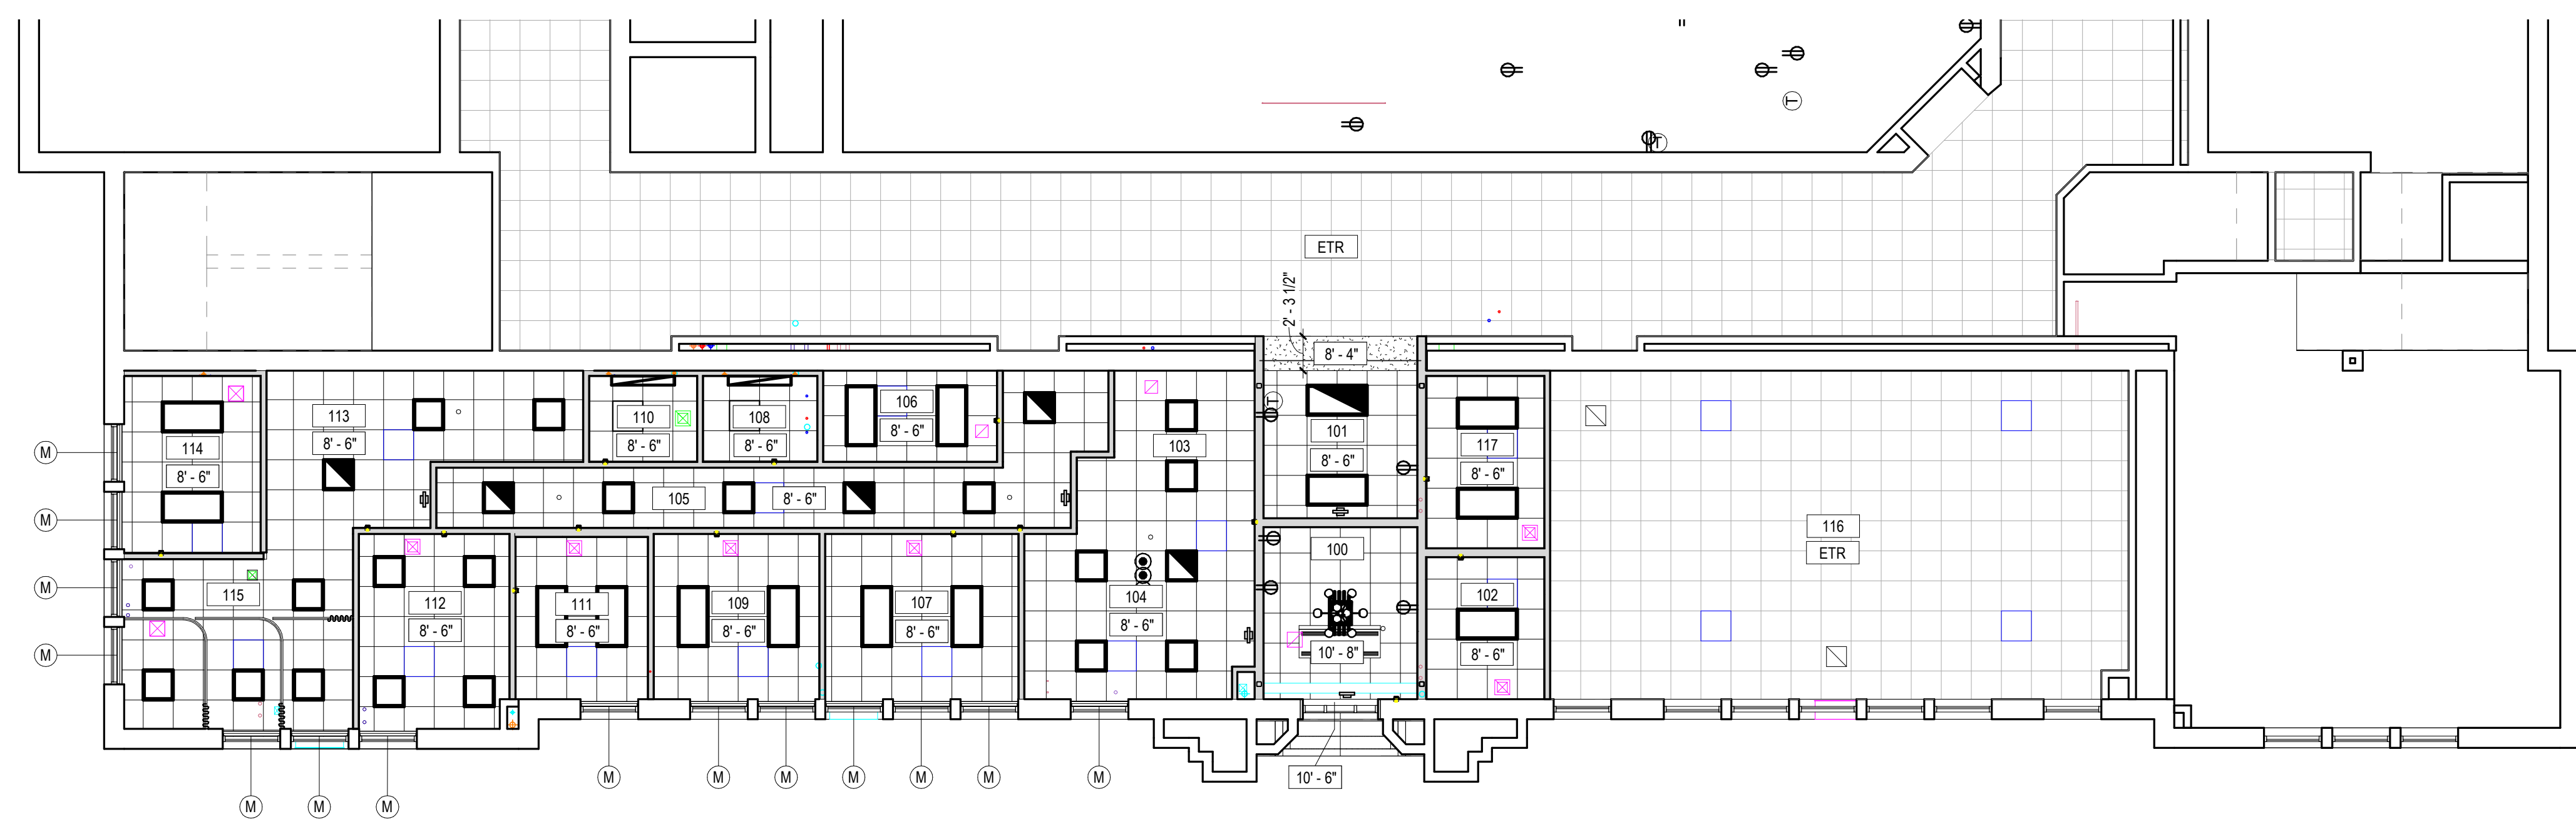 T
T
ETR
2' - 3 1/2"
8' - 4"
T
106
8' - 6"
113
8' - 6"
110
8' - 6"
108
8' - 6"
101
8' - 6"
103
117
8' - 6"
114
8' - 6"
M
105
8' - 6"
M
116
ETR
100
10' - 8"
M
115
112
8' - 6"
111
8' - 6"
109
8' - 6"
107
8' - 6"
104
8' - 6"
102
8' - 6"
M
10' - 6"
M
M
M
M
M
M
M
M
M
M